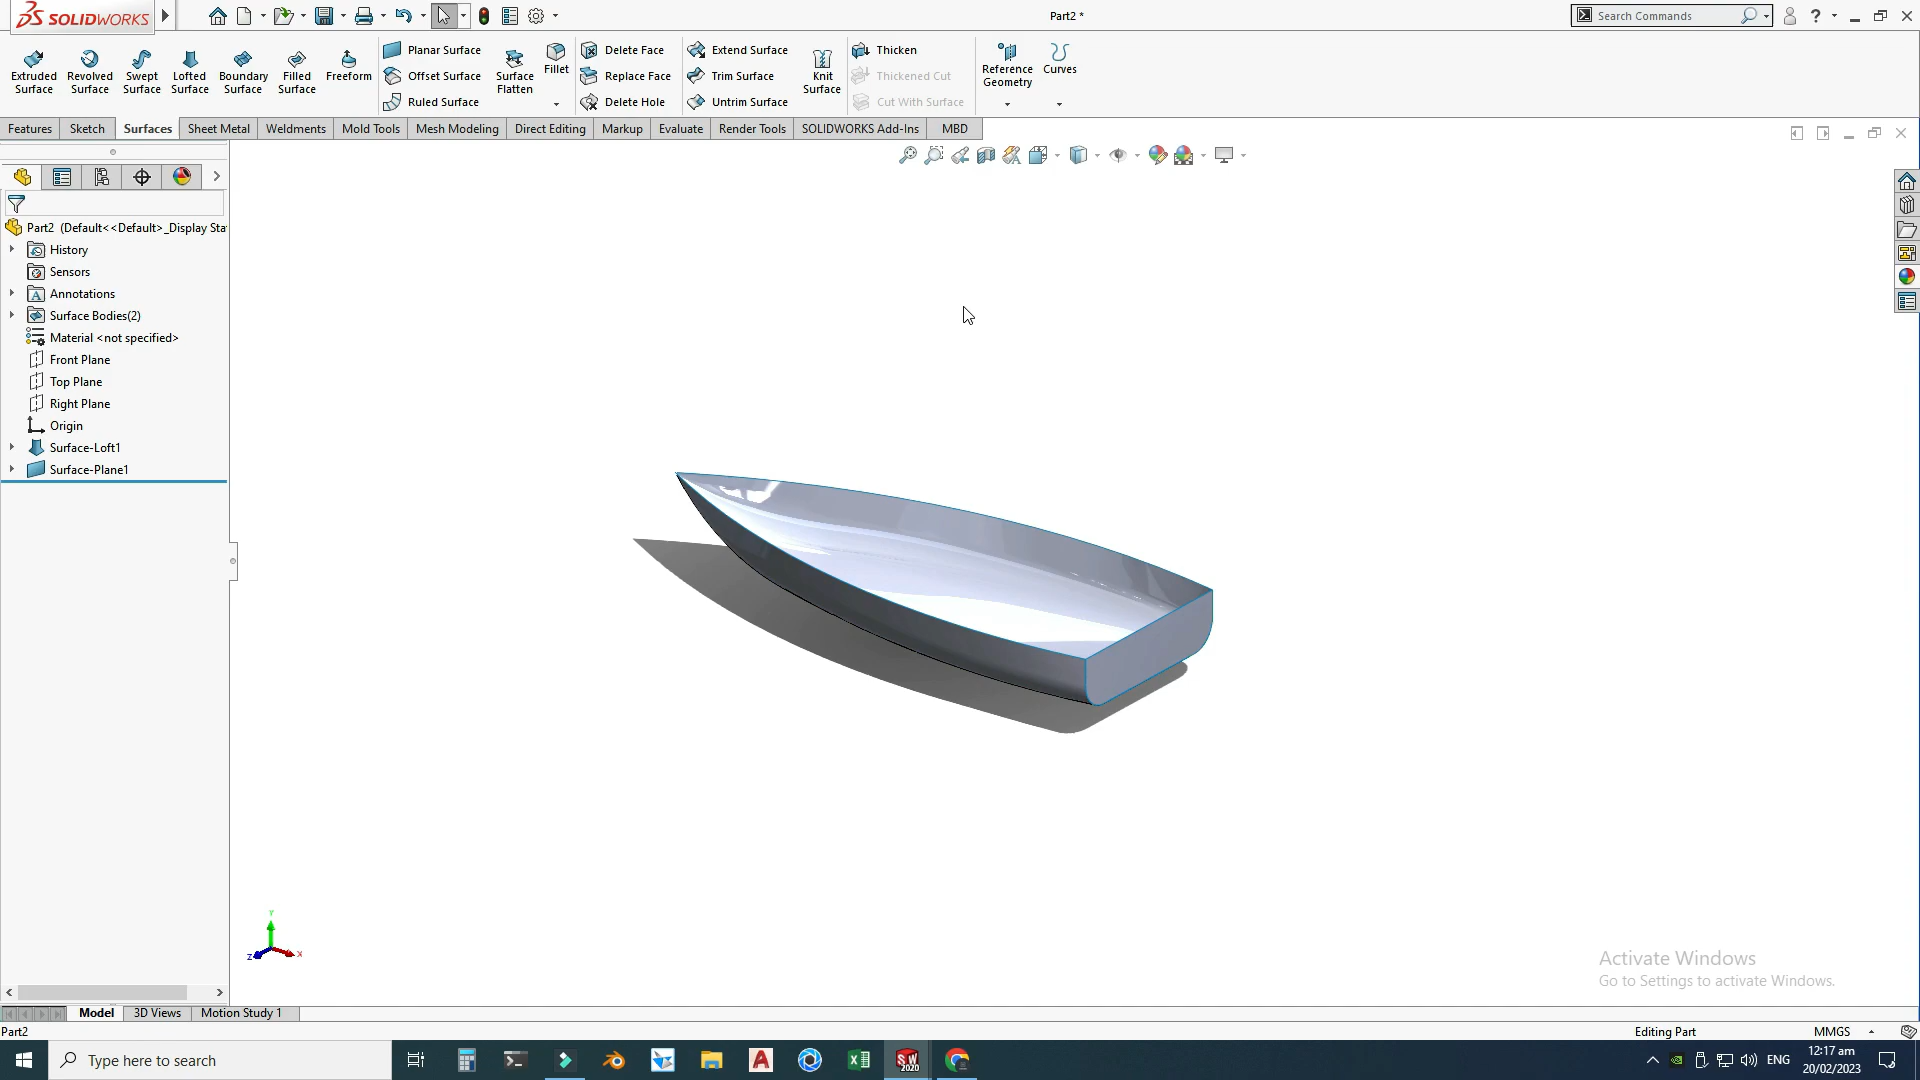 SOLIDWORKS
Part2 *
Search Commands
Extruded Surface
Revolved Surface
Swept Surface
Lofted Surface
Boundary Surface
Filled Surface
Freeform
Planar Surface
Offset Surface
Ruled Surface
Surface Flatten
Fillet
Delete Face
Replace Face
Delete Hole
Extend Surface
Trim Surface
Untrim Surface
Knit Surface
Thicken
Thickened Cut
Cut With Surface
Reference Geometry
Curves
Features
Sketch
Surfaces
Sheet Metal
Weldments
Mold Tools
Mesh Modeling
Direct Editing
Markup
Evaluate
Render Tools
SOLIDWORKS Add-Ins
MBD
Part2 (Default<<Default>_Display Sta
History
Sensors
Annotations
Surface Bodies(2)
Material <not specified>
Front Plane
Top Plane
Right Plane
Origin
Surface-Loft1
Surface-Plane1
Y
Z
X
Activate Windows
Go to Settings to activate Windows.
Model
3D Views
Motion Study 1
Part2
Editing Part
MMGS
Type here to search
SW 2020
ENG
12:17 am
20/02/2023